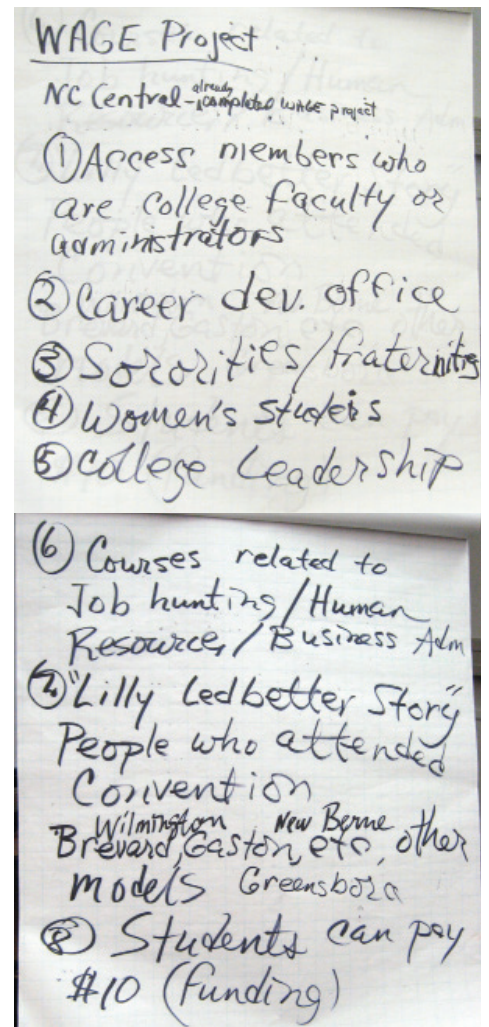 WAGE Project
NC Central - already completed WAGE project
① Access members who
are college faculty or
administrators
② Career dev. office
③ Sororities/fraternities
④ Women's Studeis
⑤ College Leadership
⑥ Courses related to
Job hunting/Human
Resources/Business Adm
⑦ "Lilly Ledbetter Story"
People who attended
Convention
Wilmington New Berne
Brevard, Gaston, etc, other
models Greensboro
⑧ Students can pay
$10 (funding)